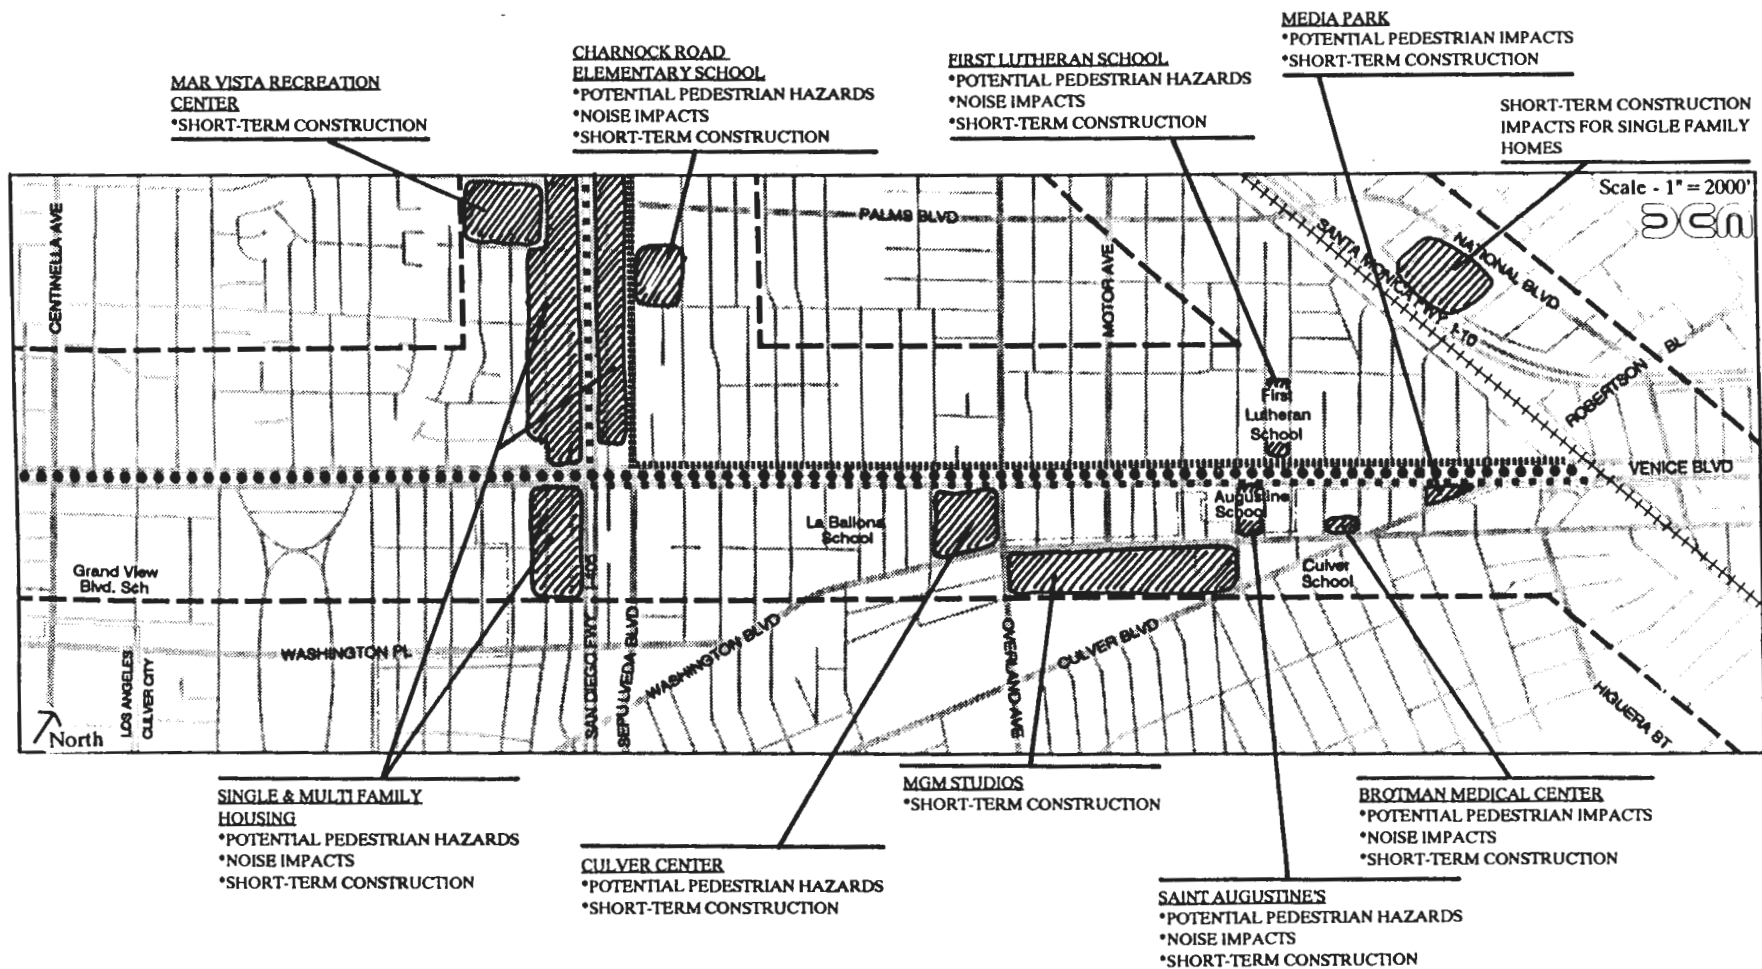 MEDIA PARK
*POTENTIAL PEDESTRIAN IMPACTS
*SHORT-TERM CONSTRUCTION
CHARNOCK ROAD
ELEMENTARY SCHOOL
*POTENTIAL PEDESTRIAN HAZARDS
*NOISE IMPACTS
*SHORT-TERM CONSTRUCTION
FIRST LUTHERAN SCHOOL
*POTENTIAL PEDESTRIAN HAZARDS
*NOISE IMPACTS
*SHORT-TERM CONSTRUCTION
MAR VISTA RECREATION
CENTER
*SHORT-TERM CONSTRUCTION
SHORT-TERM CONSTRUCTION
IMPACTS FOR SINGLE FAMILY
HOMES
Scale - 1" = 2000'
DCM
CENTINELLA AVE
PALMS BLVD
MOTOR AVE
SANTA MONICA FWY I-10
NATIONAL BLVD
ROBERTSON BL
First
Lutheran
School
VENICE BLVD
Augustine
School
La Ballona
School
Grand View
Blvd. Sch
Culver
School
SAN DIEGO FWY I-405
SEPULVEDA BLVD
WASHINGTON PL
WASHINGTON BLVD
OVERLAND AVE
CULVER BLVD
HIGUERA ST
LOS ANGELES
CULVER CITY
North
SINGLE & MULTI FAMILY
HOUSING
*POTENTIAL PEDESTRIAN HAZARDS
*NOISE IMPACTS
*SHORT-TERM CONSTRUCTION
MGM STUDIOS
*SHORT-TERM CONSTRUCTION
BROTMAN MEDICAL CENTER
*POTENTIAL PEDESTRIAN IMPACTS
*NOISE IMPACTS
*SHORT-TERM CONSTRUCTION
CULVER CENTER
*POTENTIAL PEDESTRIAN HAZARDS
*SHORT-TERM CONSTRUCTION
SAINT AUGUSTINE'S
*POTENTIAL PEDESTRIAN HAZARDS
*NOISE IMPACTS
*SHORT-TERM CONSTRUCTION